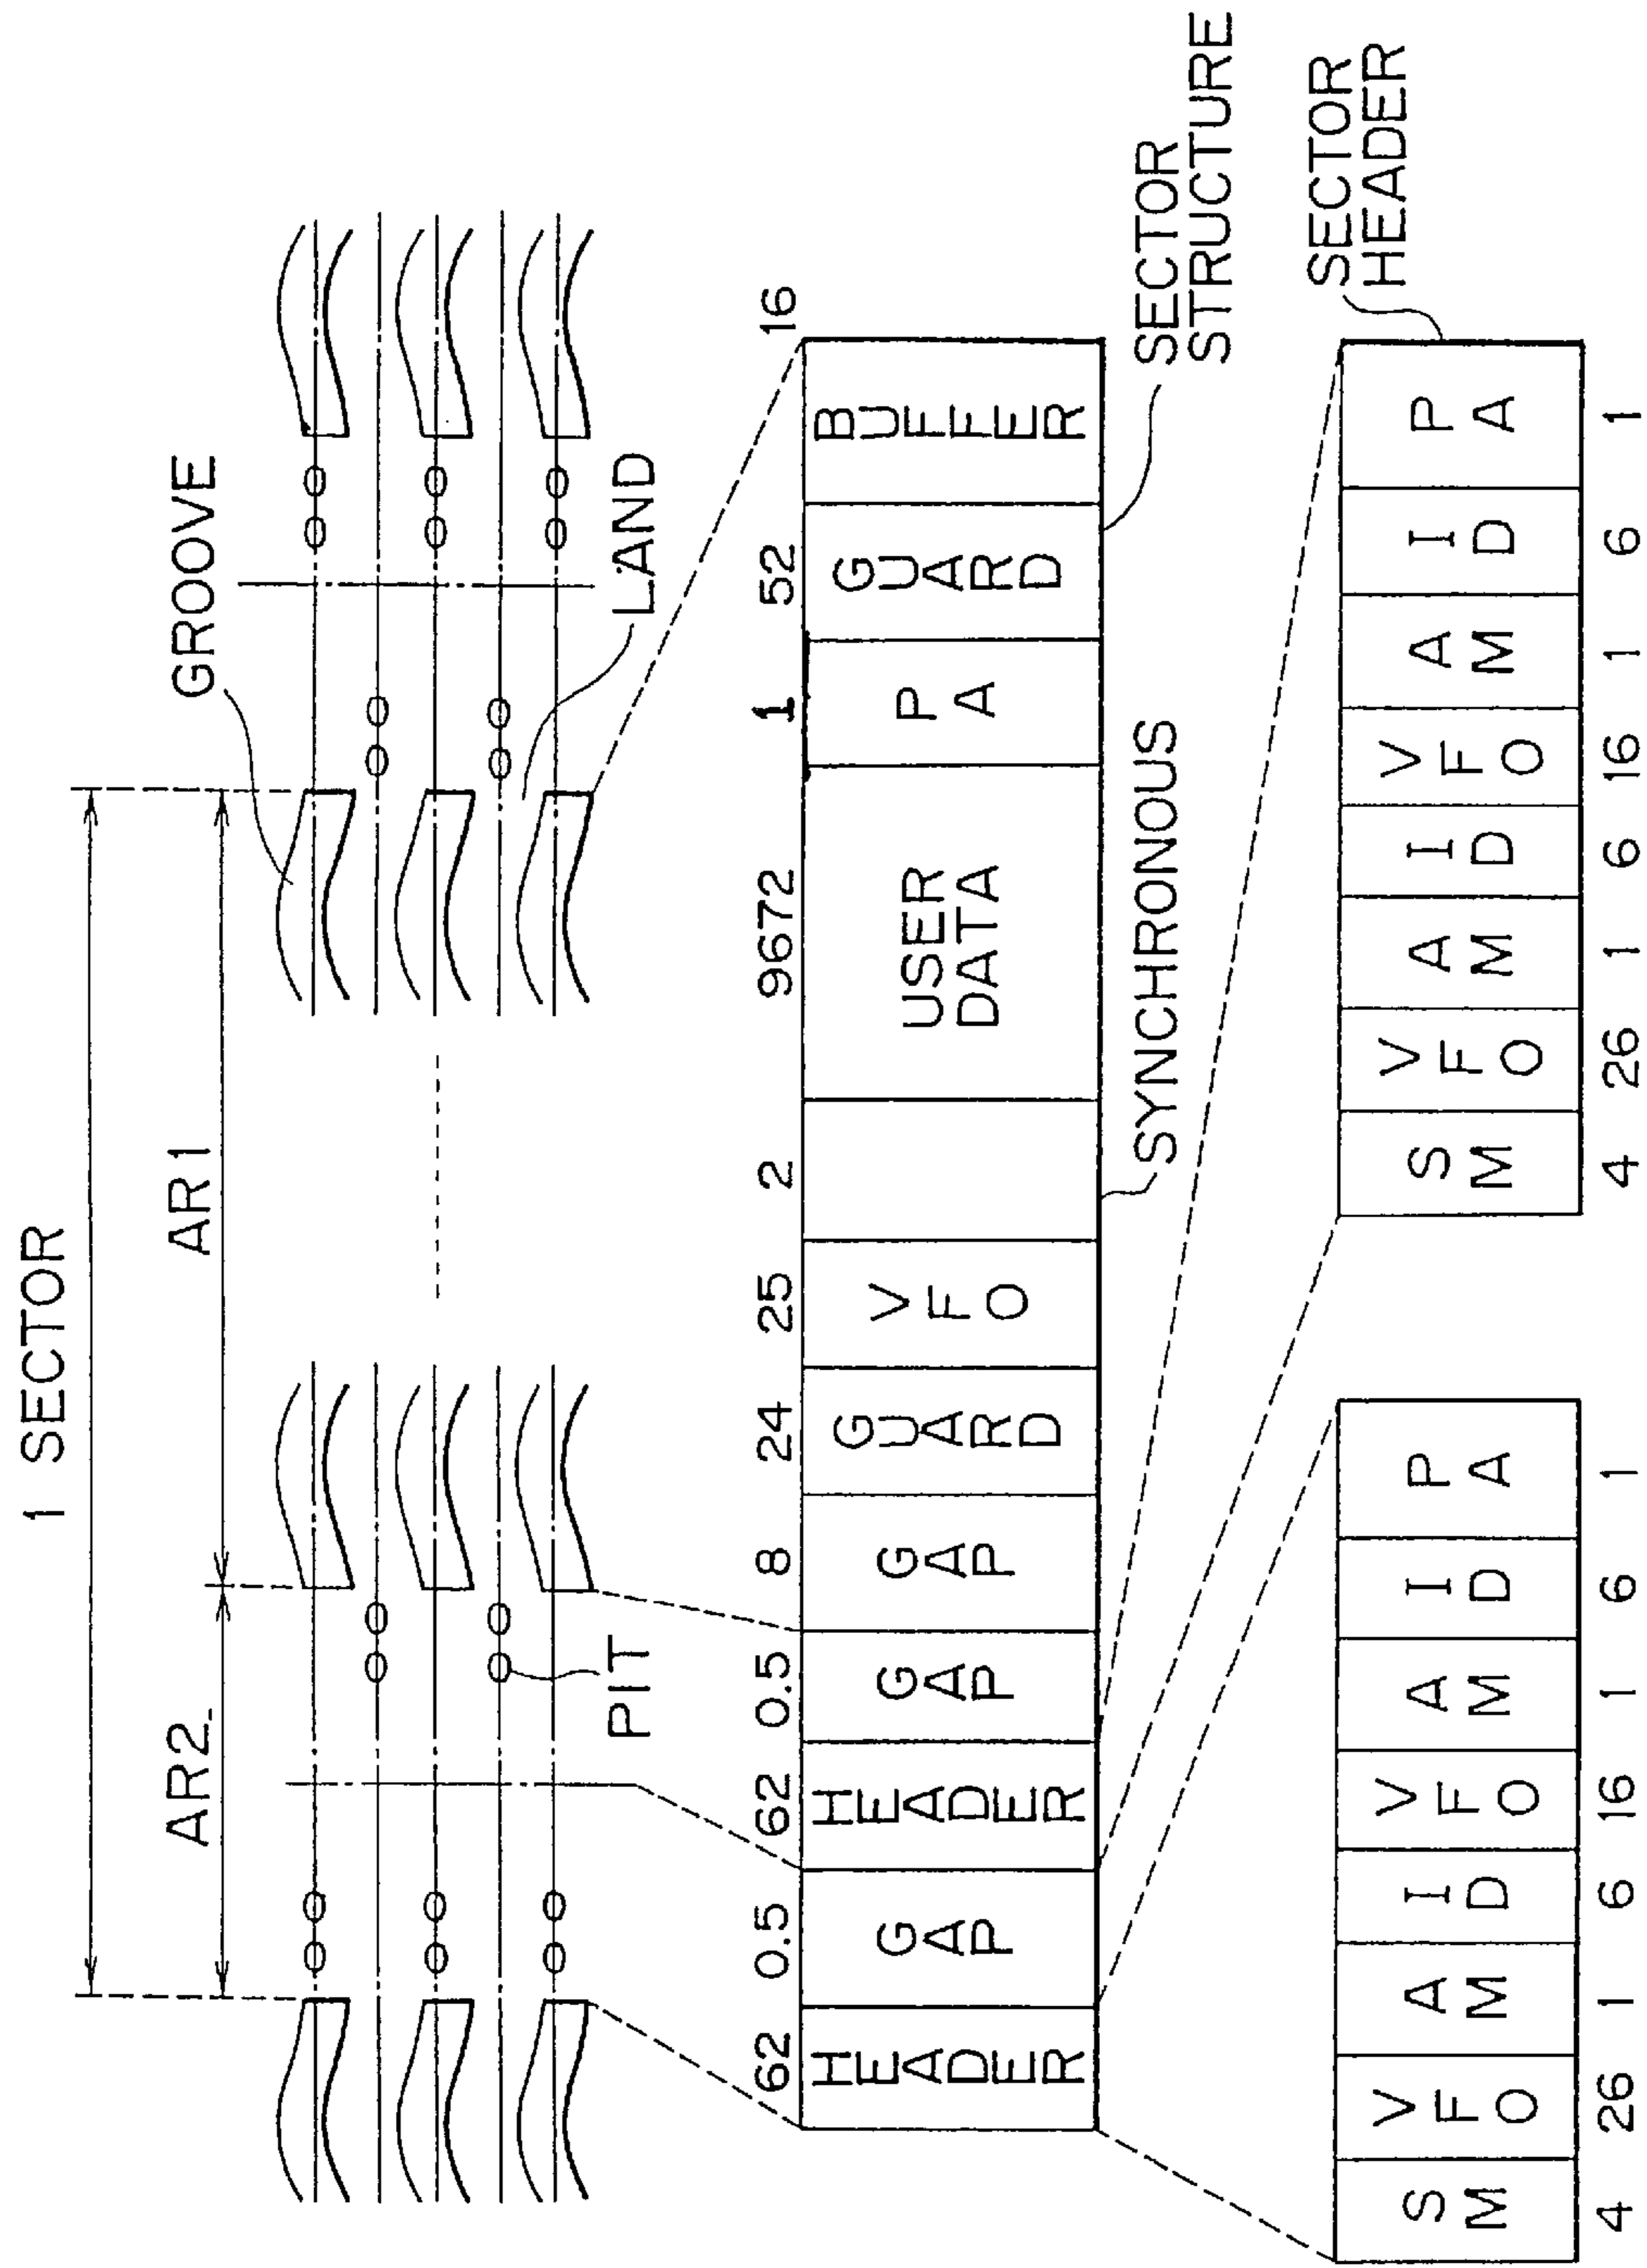 1 SECTOR
AR2
AR1
GROOVE
PIT
LAND
62
0.5
62
0.5
8
24
25
2
9672
1
52
16
HEADER
GAP
HEADER
GAP
GAP
GUARD
VFO
USER
DATA
PA
GUARD
BUFFER
SYNCHRONOUS
SECTOR
STRUCTURE
SECTOR
HEADER
SM
VFO
AM
ID
VFO
AM
ID
PA
4
26
1
6
16
1
6
1
SM
VFO
AM
ID
VFO
AM
ID
PA
4
26
1
6
16
1
6
1